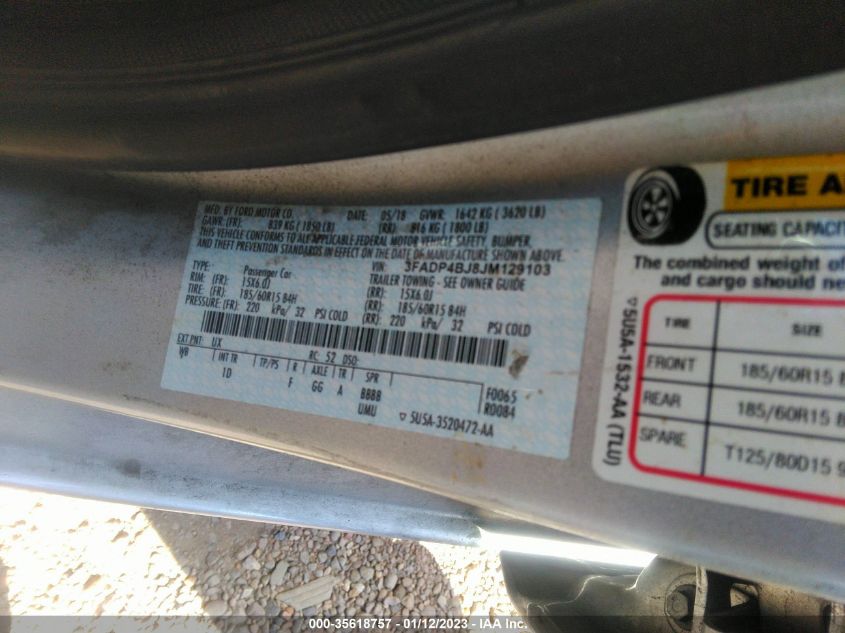 MFD. BY FORD MOTOR CO. DATE: 05/18 GVWR: 1642 KG ( 3620 LB)
GAWR: (FR): 839 KG ( 1850 LB) (RR): 816 KG ( 1800 LB)
THIS VEHICLE CONFORMS TO ALL APPLICABLE FEDERAL MOTOR VEHICLE SAFETY, BUMPER,
AND THEFT PREVENTION STANDARDS IN EFFECT ON THE DATE OF MANUFACTURE SHOWN ABOVE.
VIN: 3FADP4BJ8JM129103
TYPE: Passenger Car TRAILER TOWING - SEE OWNER GUIDE
RIM: (FR): 15X6.0J (RR): 15X6.0J
(FR): 185/60R15 84H (RR): 185/60R15 84H
PRESSURE: (FR): 220 kPa/ 32 PSI COLD (RR): 220 kPa/ 32 PSI COLD
EXT PNT: UX RC: 52 DSO:
WB INT TR TP/PS R AXLE TR SPR F0065
1D F GG A BBBB R0084
UMU ▽ 5U5A-3520472-AA
TIRE A
SEATING CAPACIT
The combined weight of
and cargo should ne
▽5U5A-1532-AA (TLU)
TIRE SIZE
FRONT 185/60R15 8
REAR 185/60R15 8
SPARE T125/80D15 9
000-35618757 - 01/12/2023 - IAA Inc.